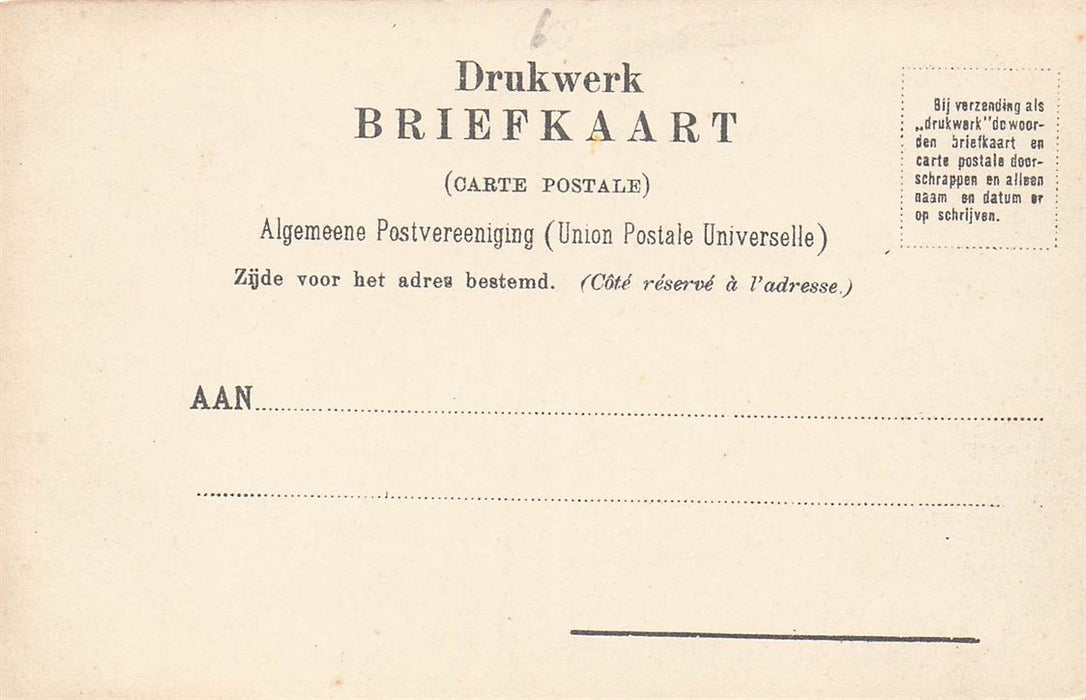 6
Drukwerk
BRIEFKAART
(CARTE POSTALE)
Algemeene Postvereeniging (Union Postale Universelle)
Zijde voor het adres bestemd. (Côté réservé à l'adresse.)
Bij verzending als
„drukwerk" de woor-
den briefkaart en
carte postale door-
schrappen en alleen
naam en datum er
op schrijven.
AAN